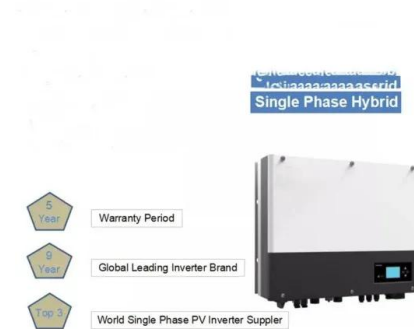 Single Phase Hybrid
5
Year
Warranty Period
9
Year
Global Leading Inverter Brand
Top 3
World Single Phase PV Inverter Suppler